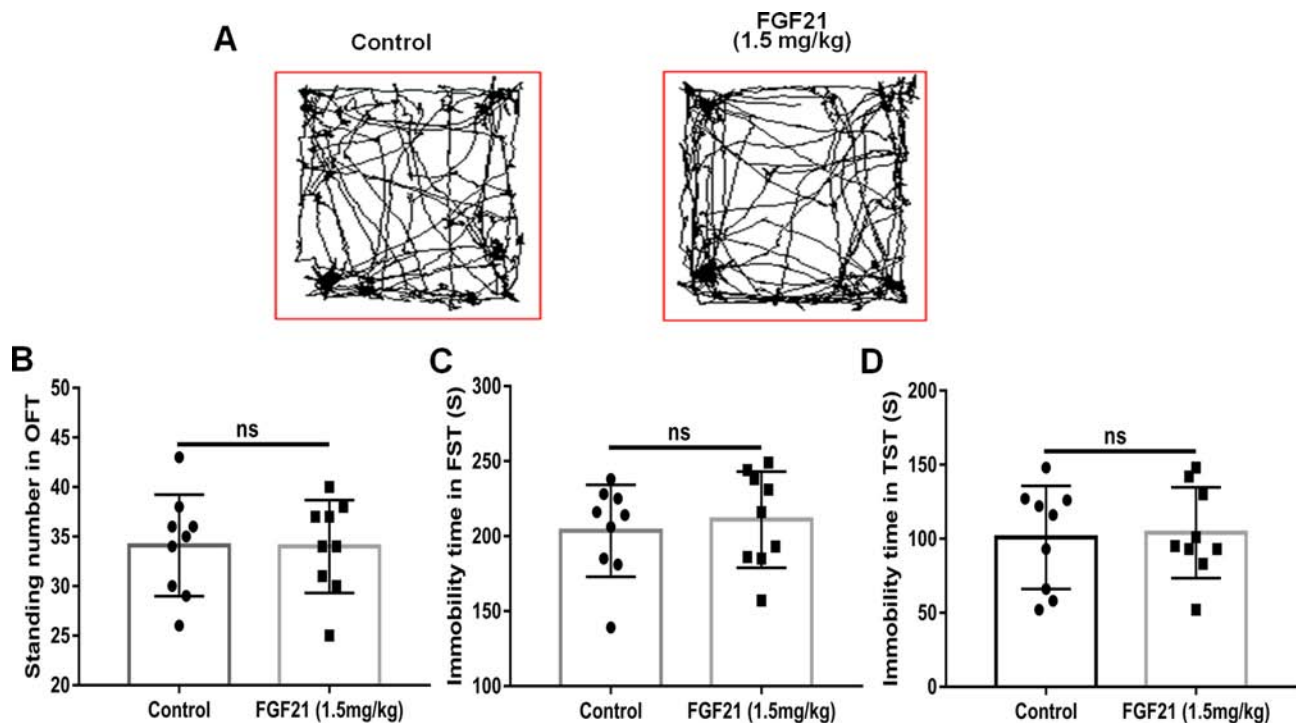 A
Control
FGF21
(1.5 mg/kg)
B
Standing number in OFT
50
45
40
35
30
25
20
ns
Control
FGF21 (1.5mg/kg)
C
Immobility time in FST (S)
300
250
200
150
100
ns
Control
FGF21 (1.5mg/kg)
D
Immobility time in TST (S)
200
150
100
50
0
ns
Control
FGF21 (1.5mg/kg)